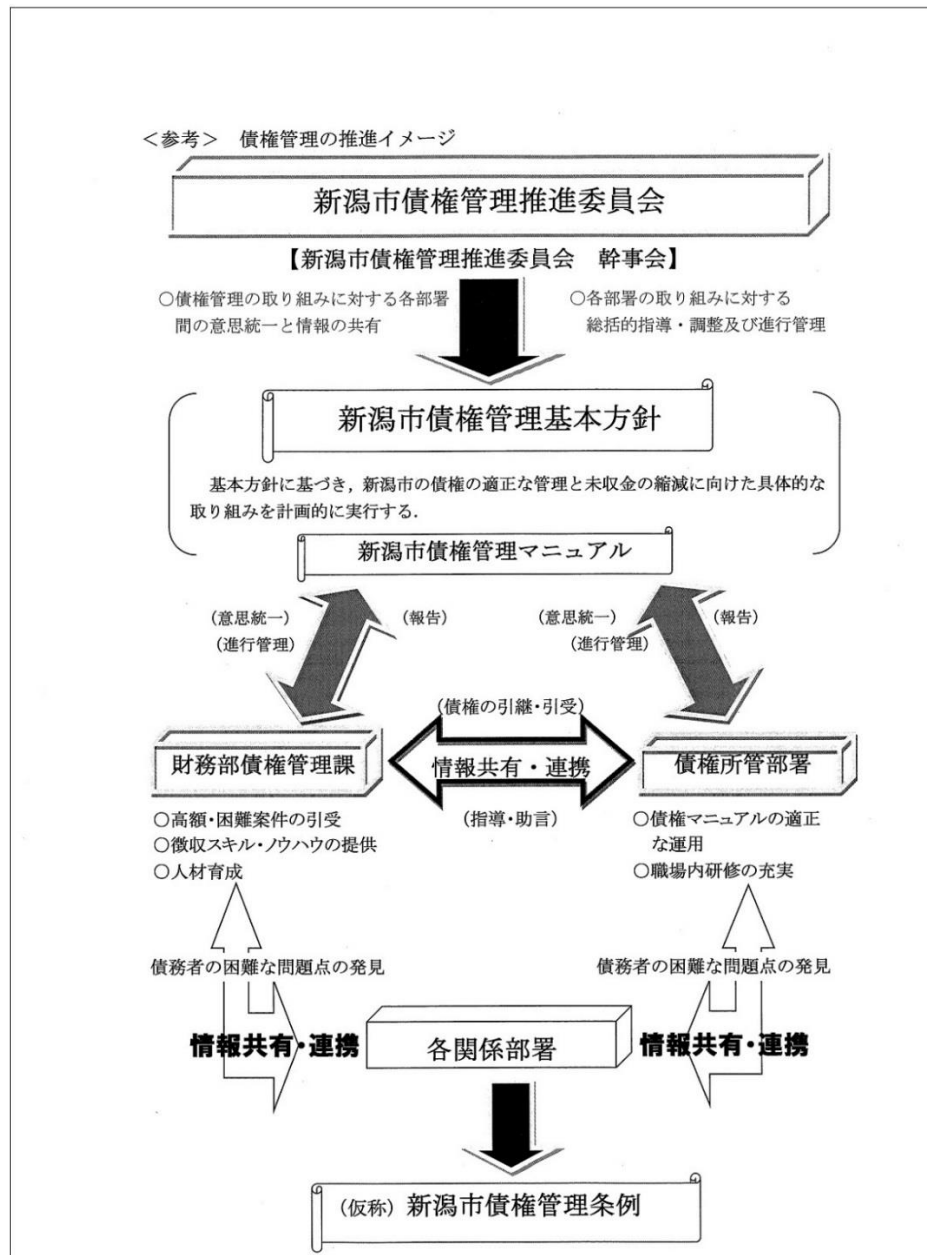 ＜参考＞　債権管理の推進イメージ
新潟市債権管理推進委員会
【新潟市債権管理推進委員会　幹事会】
○債権管理の取り組みに対する各部署
間の意思統一と情報の共有
○各部署の取り組みに対する
総括的指導・調整及び進行管理
新潟市債権管理基本方針
基本方針に基づき，新潟市の債権の適正な管理と未収金の縮減に向けた具体的な
取り組みを計画的に実行する．
新潟市債権管理マニュアル
（意思統一）
（進行管理）
（報告）
（意思統一）
（進行管理）
（報告）
（債権の引継・引受）
財務部債権管理課
情報共有・連携
債権所管部署
（指導・助言）
○高額・困難案件の引受
○徴収スキル・ノウハウの提供
○人材育成
○債権マニュアルの適正
な運用
○職場内研修の充実
債務者の困難な問題点の発見
債務者の困難な問題点の発見
情報共有・連携
各関係部署
情報共有・連携
（仮称）新潟市債権管理条例